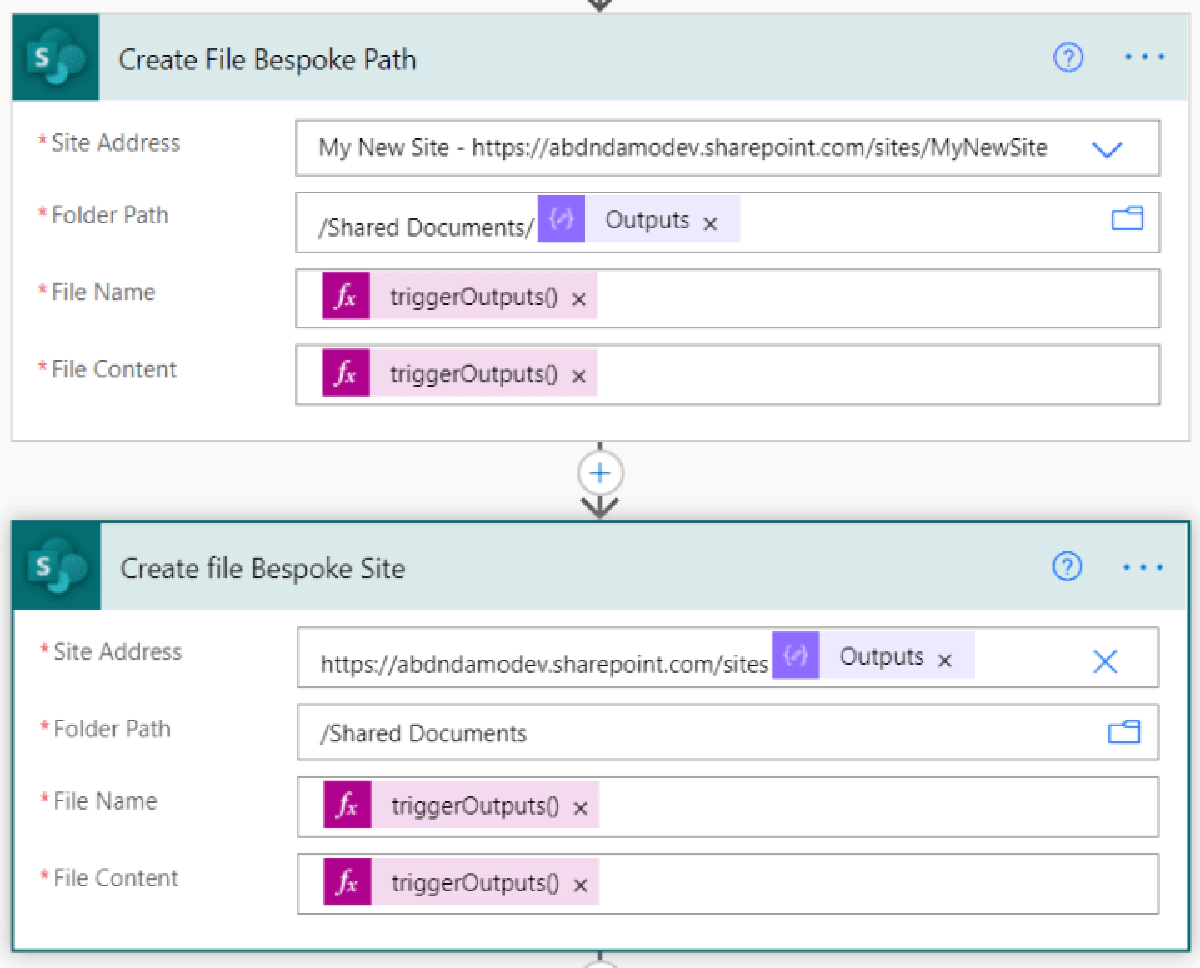 S Create File Bespoke Path ? ...
* Site Address My New Site - https://abdndamodev.sharepoint.com/sites/MyNewSite
* Folder Path /Shared Documents/ {} Outputs ×
* File Name fx triggerOutputs() ×
* File Content fx triggerOutputs() ×
+
S Create file Bespoke Site ? ...
* Site Address https://abdndamodev.sharepoint.com/sites {} Outputs ×
* Folder Path /Shared Documents
* File Name fx triggerOutputs() ×
* File Content fx triggerOutputs() ×